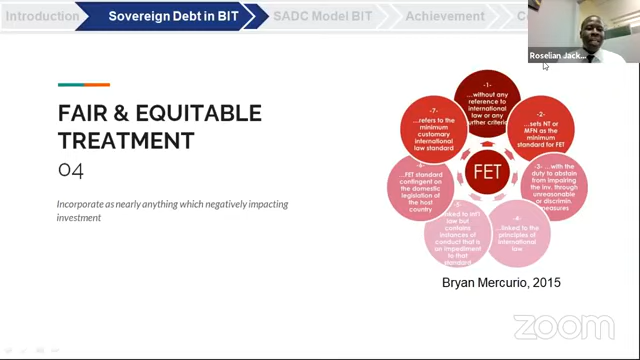 Introduction
Sovereign Debt in BIT
SADC Model BIT
Achievement
Roselian Jack...
FAIR & EQUITABLE
TREATMENT
04
Incorporate as nearly anything which negatively impacting
investment
-1-
...without any
reference to
international
law or any
further criteria
-2-
...sets NT or
MFN as the
minimum
standard for FET
-3- ...with the
duty to abstain
from impairing
the inv. through
unreasonable
or discrimin.
measures
-4-
...linked to the
principles of
international
law
linked to int'l
law but
contains
instances of
conduct that is
an impediment
to that
standard
...FET standard
contingent on
the domestic
legislation of
the host
country
-7-
...refers to the
minimum
customary
international
law standard
FET
Bryan Mercurio, 2015
zoom